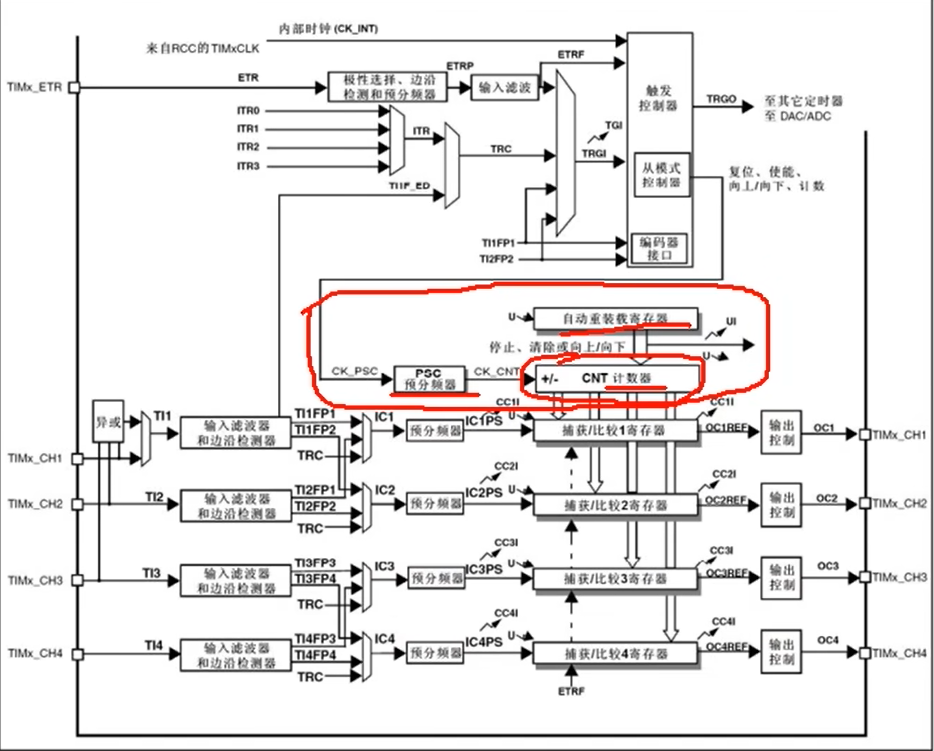 内部时钟 (CK_INT)
来自RCC的TIMxCLK
TIMx_ETR
ETR
极性选择、边沿
检测和预分频器
ETRP
输入滤波
ETRF
触发
控制器
TRGO
至其它定时器
至 DAC/ADC
ITR0
ITR1
ITR2
ITR3
ITR
TRC
TGI
TRGI
从模式
控制器
复位、使能、
向上/向下、计数
TI1F_ED
TI1FP1
TI2FP2
编码器
接口
U
自动重装载寄存器
UI
停止、清除或向上/向下
U
CK_PSC
PSC
预分频器
CK_CNT
+/-
CNT 计数器
异或
TI1
输入滤波器
和边沿检测器
TI1FP1
TI1FP2
TRC
IC1
预分频器
IC1PS
CC1I
U
捕获/比较1寄存器
CC1I
OC1REF
输出
控制
OC1
TIMx_CH1
TIMx_CH1
TIMx_CH2
TI2
输入滤波器
和边沿检测器
TI2FP1
TI2FP2
TRC
IC2
预分频器
IC2PS
CC2I
U
捕获/比较2寄存器
CC2I
OC2REF
输出
控制
OC2
TIMx_CH2
TIMx_CH3
TI3
输入滤波器
和边沿检测器
TI3FP3
TI3FP4
TRC
IC3
预分频器
IC3PS
CC3I
U
捕获/比较3寄存器
CC3I
OC3REF
输出
控制
OC3
TIMx_CH3
TIMx_CH4
TI4
输入滤波器
和边沿检测器
TI4FP3
TI4FP4
TRC
IC4
预分频器
IC4PS
CC4I
U
捕获/比较4寄存器
CC4I
OC4REF
输出
控制
OC4
TIMx_CH4
ETRF